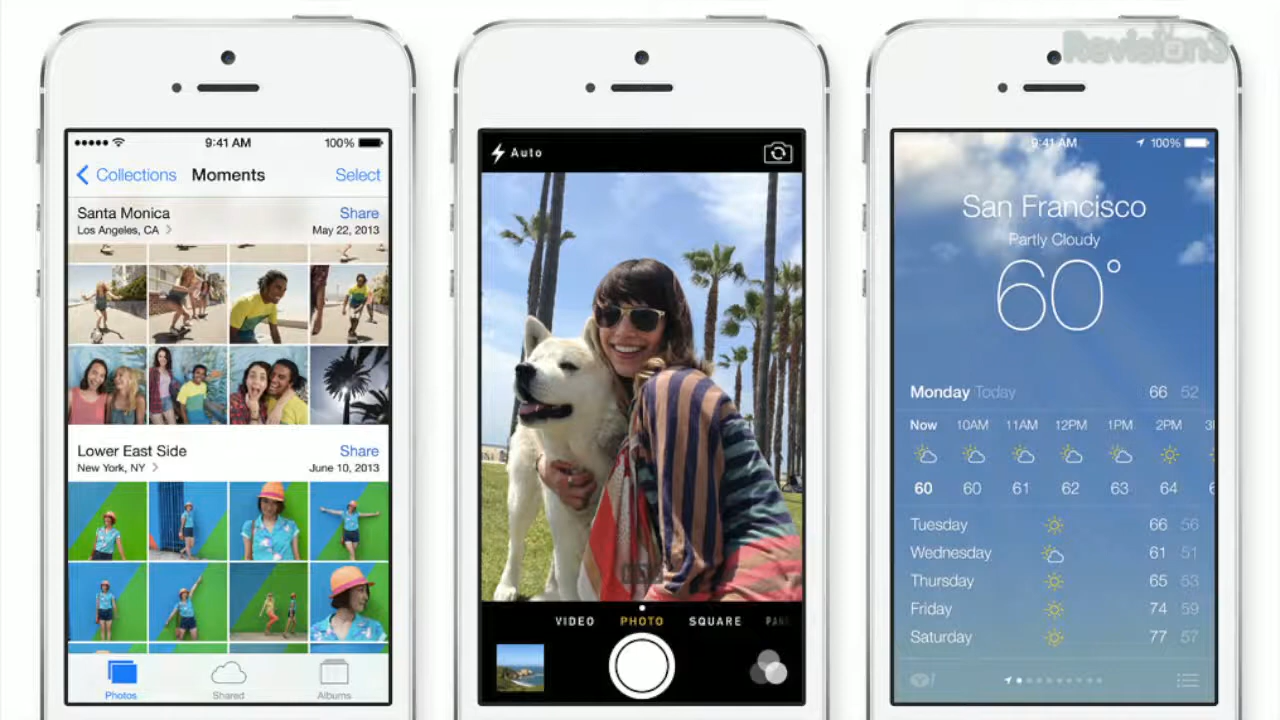 Revision3
9:41 AM
100%
Collections
Moments
Select
Santa Monica
Share
Los Angeles, CA
May 22, 2013
Lower East Side
Share
New York, NY
June 10, 2013
Photos
Shared
Albums
Auto
VIDEO
PHOTO
SQUARE
9:41 AM
100%
San Francisco
Partly Cloudy
60°
Monday Today 66 52
Now 10AM 11AM 12PM 1PM 2PM
60 60 61 62 63 64
Tuesday 66 56
Wednesday 61 51
Thursday 65 53
Friday 74 59
Saturday 77 57